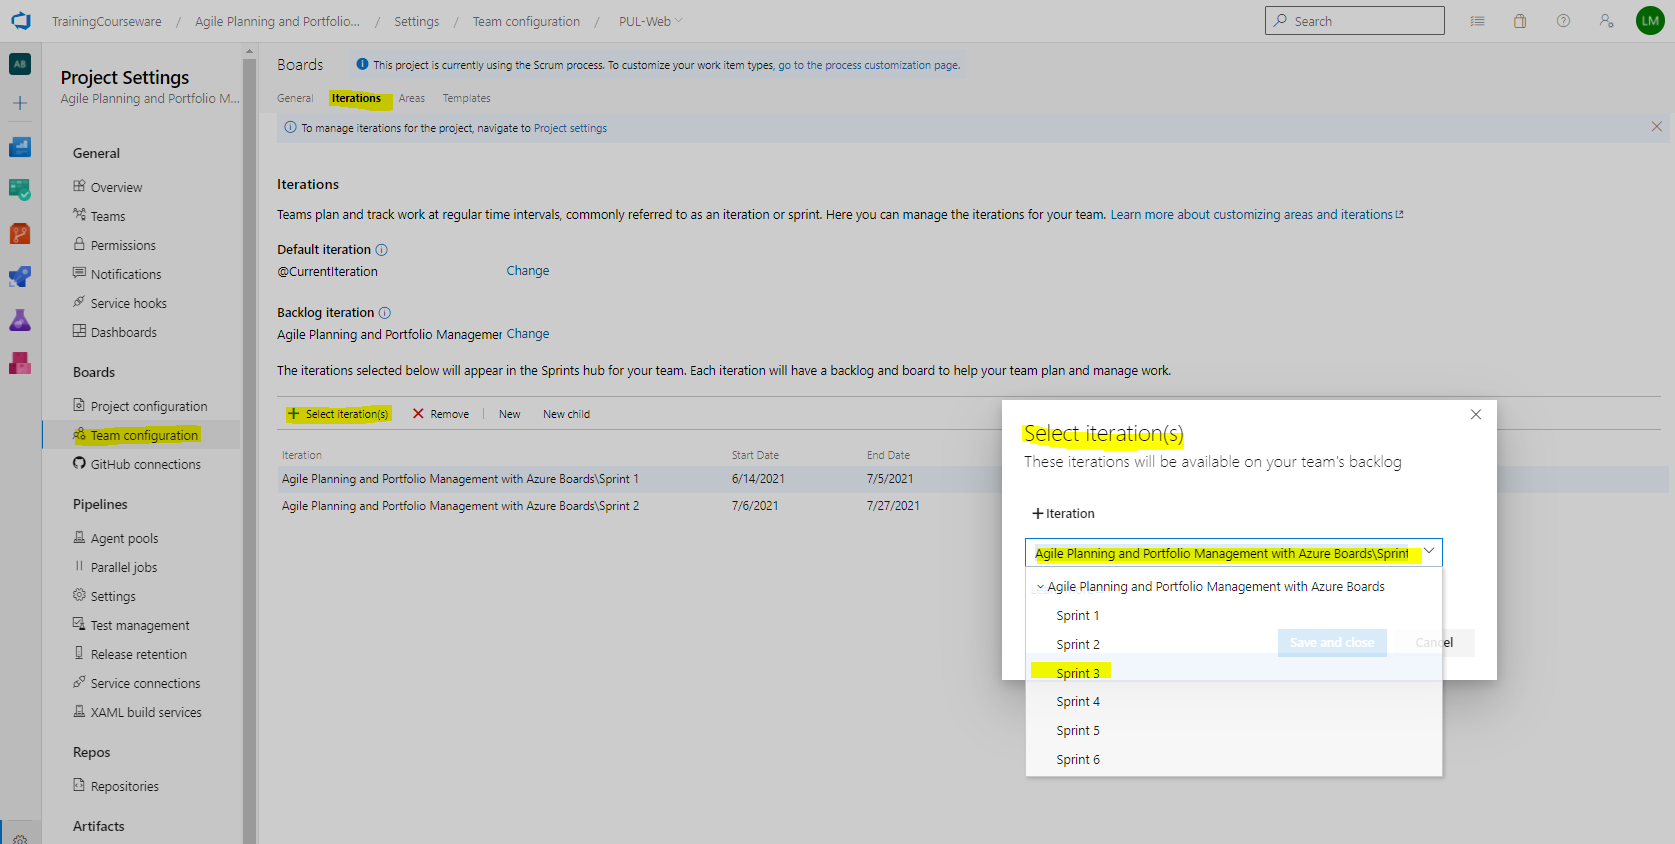 TrainingCourseware / Agile Planning and Portfolio... / Settings / Team configuration / PUL-Web
Search
LM
AB
Project Settings
Agile Planning and Portfolio M...
General
Overview
Teams
Permissions
Notifications
Service hooks
Dashboards
Boards
Project configuration
Team configuration
GitHub connections
Pipelines
Agent pools
Parallel jobs
Settings
Test management
Release retention
Service connections
XAML build services
Repos
Repositories
Artifacts
Boards
This project is currently using the Scrum process. To customize your work item types, go to the process customization page.
General Iterations Areas Templates
To manage iterations for the project, navigate to Project settings
Iterations
Teams plan and track work at regular time intervals, commonly referred to as an iteration or sprint. Here you can manage the iterations for your team. Learn more about customizing areas and iterations
Default iteration
@CurrentIteration Change
Backlog iteration
Agile Planning and Portfolio Managemer Change
The iterations selected below will appear in the Sprints hub for your team. Each iteration will have a backlog and board to help your team plan and manage work.
+ Select iteration(s) Remove New New child
Iteration Start Date End Date
Agile Planning and Portfolio Management with Azure Boards\Sprint 1 6/14/2021 7/5/2021
Agile Planning and Portfolio Management with Azure Boards\Sprint 2 7/6/2021 7/27/2021
Select iteration(s)
These iterations will be available on your team's backlog
+ Iteration
Agile Planning and Portfolio Management with Azure Boards\Sprint
Agile Planning and Portfolio Management with Azure Boards
Sprint 1
Sprint 2
Sprint 3
Sprint 4
Sprint 5
Sprint 6
Save and close Cancel